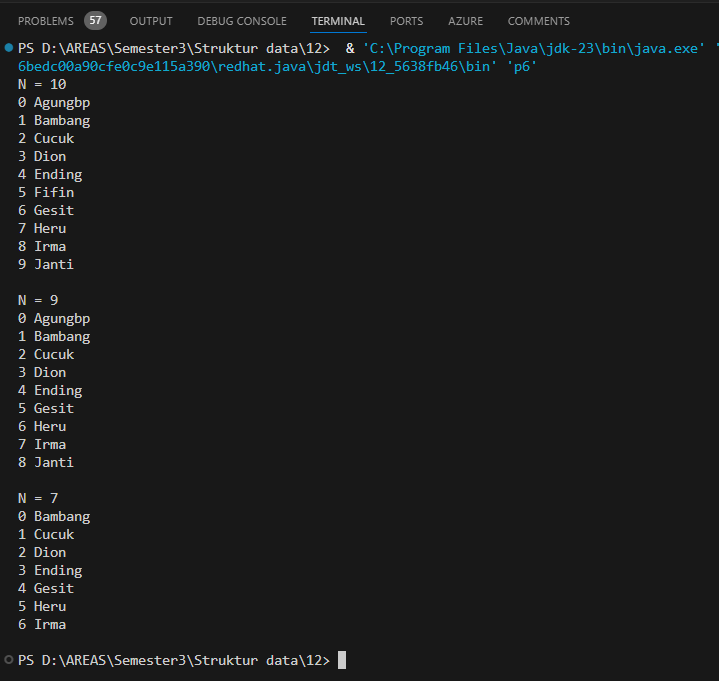 PROBLEMS 57 OUTPUT DEBUG CONSOLE TERMINAL PORTS AZURE COMMENTS
PS D:\AREAS\Semester3\Struktur data\12>  & 'C:\Program Files\Java\jdk-23\bin\java.exe' '
6bedc00a90cfe0c9e115a390\redhat.java\jdt_ws\12_5638fb46\bin' 'p6'
N = 10
0 Agungbp
1 Bambang
2 Cucuk
3 Dion
4 Ending
5 Fifin
6 Gesit
7 Heru
8 Irma
9 Janti
N = 9
0 Agungbp
1 Bambang
2 Cucuk
3 Dion
4 Ending
5 Gesit
6 Heru
7 Irma
8 Janti
N = 7
0 Bambang
1 Cucuk
2 Dion
3 Ending
4 Gesit
5 Heru
6 Irma
PS D:\AREAS\Semester3\Struktur data\12>